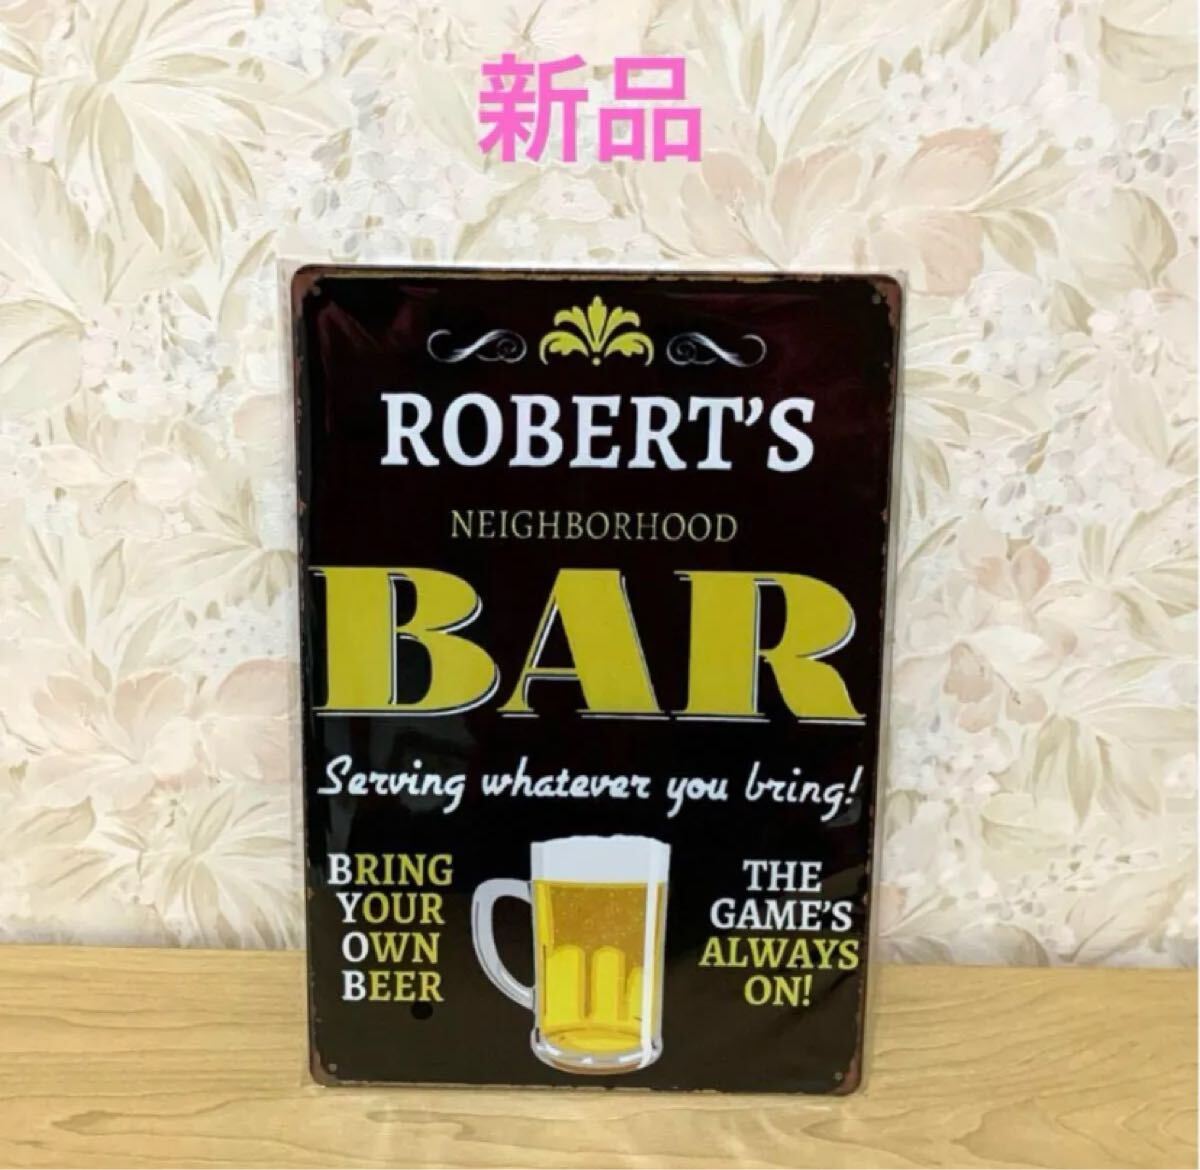 新品
ROBERT'S
NEIGHBORHOOD
BAR
Serving whatever you bring!
BRING
YOUR
OWN
BEER
THE
GAME'S
ALWAYS
ON!